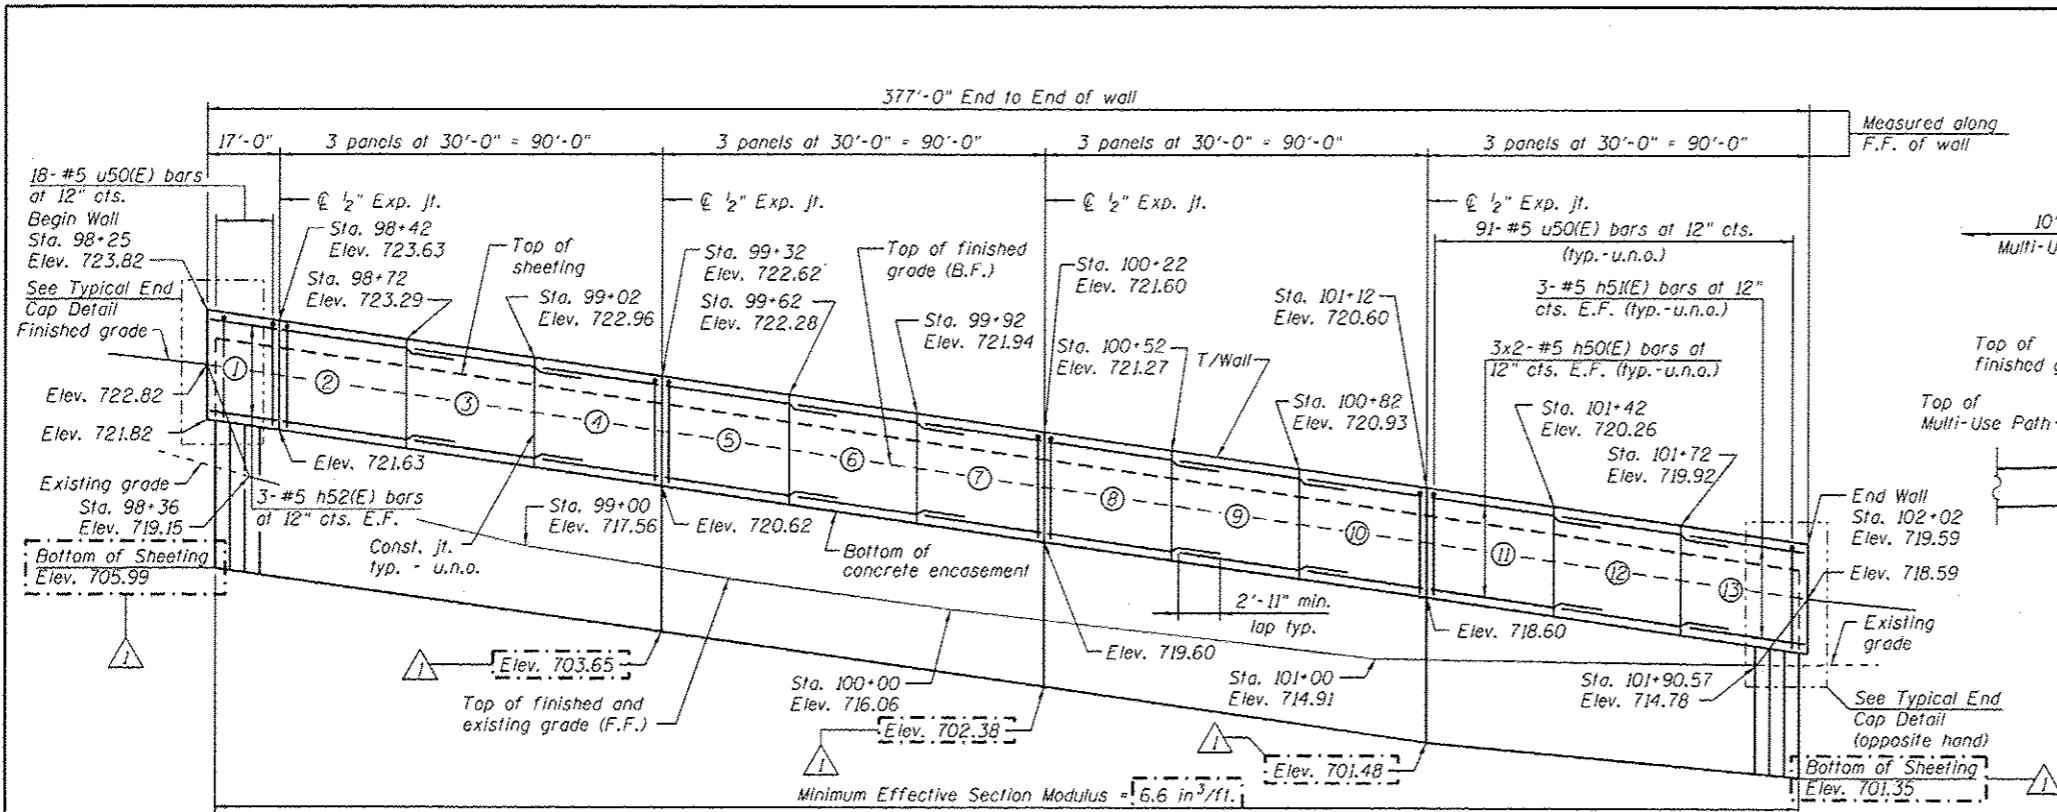 377'-0" End to End of wall
Measured along
F.F. of wall
17'-0"
3 panels at 30'-0" = 90'-0"
3 panels at 30'-0" = 90'-0"
3 panels at 30'-0" = 90'-0"
3 panels at 30'-0" = 90'-0"
18- #5 u50(E) bars
at 12" cts.
Begin Wall
Sta. 98+25
Elev. 723.82
See Typical End
Cap Detail
Finished grade
Elev. 722.82
Elev. 721.82
Existing grade
Sta. 98+36
Elev. 719.15
Bottom of Sheeting
Elev. 705.99
1
℄ ½" Exp. jt.
Sta. 98+42
Elev. 723.63
Sta. 98+72
Elev. 723.29
Top of
sheeting
Sta. 99+02
Elev. 722.96
℄ ½" Exp. jt.
Sta. 99+32
Elev. 722.62
Sta. 99+62
Elev. 722.28
Top of finished
grade (B.F.)
Sta. 99+92
Elev. 721.94
℄ ½" Exp. jt.
Sta. 100+22
Elev. 721.60
Sta. 100+52
Elev. 721.27
T/Wall
Sta. 100+82
Elev. 720.93
Sta. 101+12
Elev. 720.60
℄ ½" Exp. jt.
91- #5 u50(E) bars at 12" cts.
(typ.-u.n.o.)
3- #5 h51(E) bars at 12"
cts. E.F. (typ.-u.n.o.)
3x2- #5 h50(E) bars at
12" cts. E.F. (typ.-u.n.o.)
Sta. 101+42
Elev. 720.26
Sta. 101+72
Elev. 719.92
End Wall
Sta. 102+02
Elev. 719.59
Elev. 718.59
Existing
grade
See Typical End
Cap Detail
(opposite hand)
Bottom of Sheeting
Elev. 701.35
1
10'
Multi-U
Top of
finished g
Top of
Multi-Use Path
1
2
3
4
5
6
7
8
9
10
11
12
13
Elev. 721.63
3- #5 h52(E) bars
at 12" cts. E.F.
Const. jt.
typ. - u.n.o.
Sta. 99+00
Elev. 717.56
Elev. 720.62
Bottom of
concrete encasement
2'-11" min.
lap typ.
Elev. 719.60
Elev. 718.60
1
Elev. 703.65
Top of finished and
existing grade (F.F.)
Sta. 100+00
Elev. 716.06
1
Elev. 702.38
Sta. 101+00
Elev. 714.91
1
Elev. 701.48
Sta. 101+90.57
Elev. 714.78
Minimum Effective Section Modulus = 6.6 in³/ft.